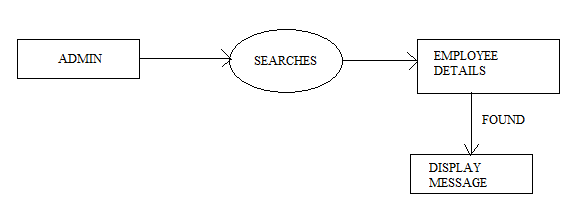 ADMIN
SEARCHES
EMPLOYEE
DETAILS
FOUND
DISPLAY
MESSAGE